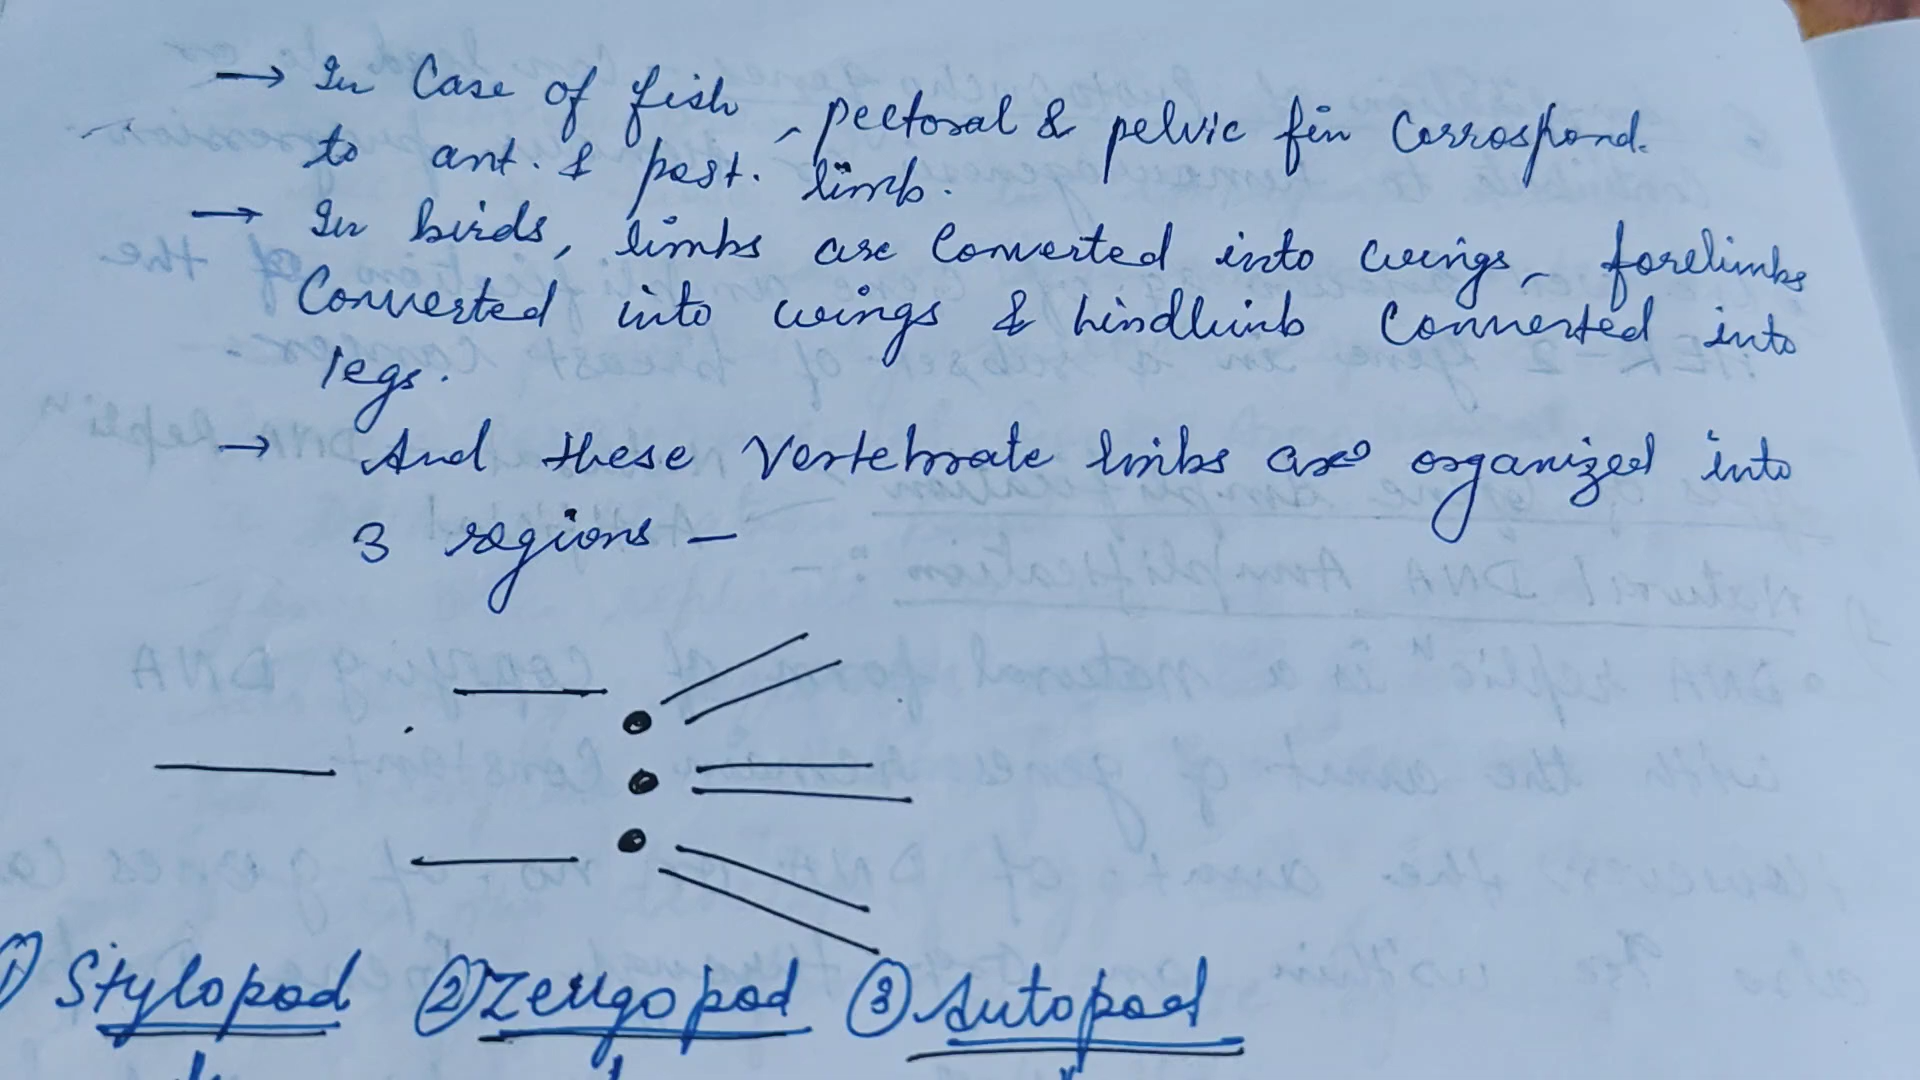 → In Case of fish, pectoral & pelvic fin Corrospond.
to ant. & post. limb.
→ In birds, limbs are Converted into wings, forelimbs
Converted into wings & hindlimb Converted into
legs.
→ And these Vertebrate limbs are organized into
3 regions –
① Stylopod ② Zeugopod ③ Autopod